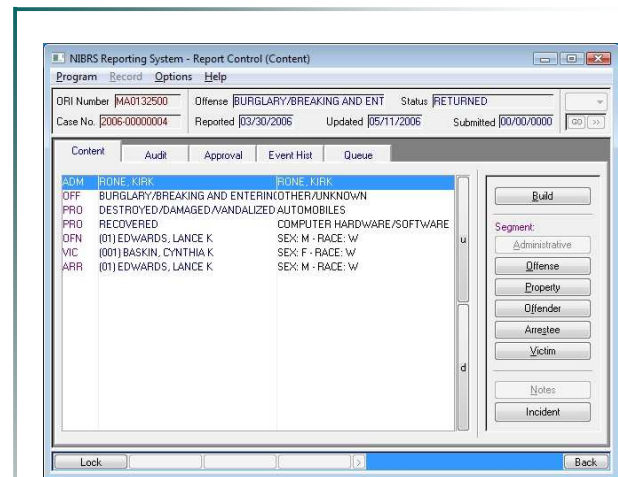 NIBRS Reporting System - Report Control (Content)
Program Record Options Help
ORI Number MA0132500 Offense BURGLARY/BREAKING AND ENT Status RETURNED
Case No. 2006-00000004 Reported 03/30/2006 Updated 05/11/2006 Submitted 00/00/0000 GO >>
Content Audit Approval Event Hist Queue
ADM RONE, KIRK RONE, KIRK
OFF BURGLARY/BREAKING AND ENTERIN(OTHER/UNKNOWN
PRO DESTROYED/DAMAGED/VANDALIZED AUTOMOBILES
PRO RECOVERED COMPUTER HARDWARE/SOFTWARE
OFN (01) EDWARDS, LANCE K SEX: M - RACE: W
VIC (001) BASKIN, CYNTHIA K SEX: F - RACE: W
ARR (01) EDWARDS, LANCE K SEX: M - RACE: W
u
d
Build
Segment:
Administrative
Offense
Property
Offender
Arrestee
Victim
Notes
Incident
Lock > Back